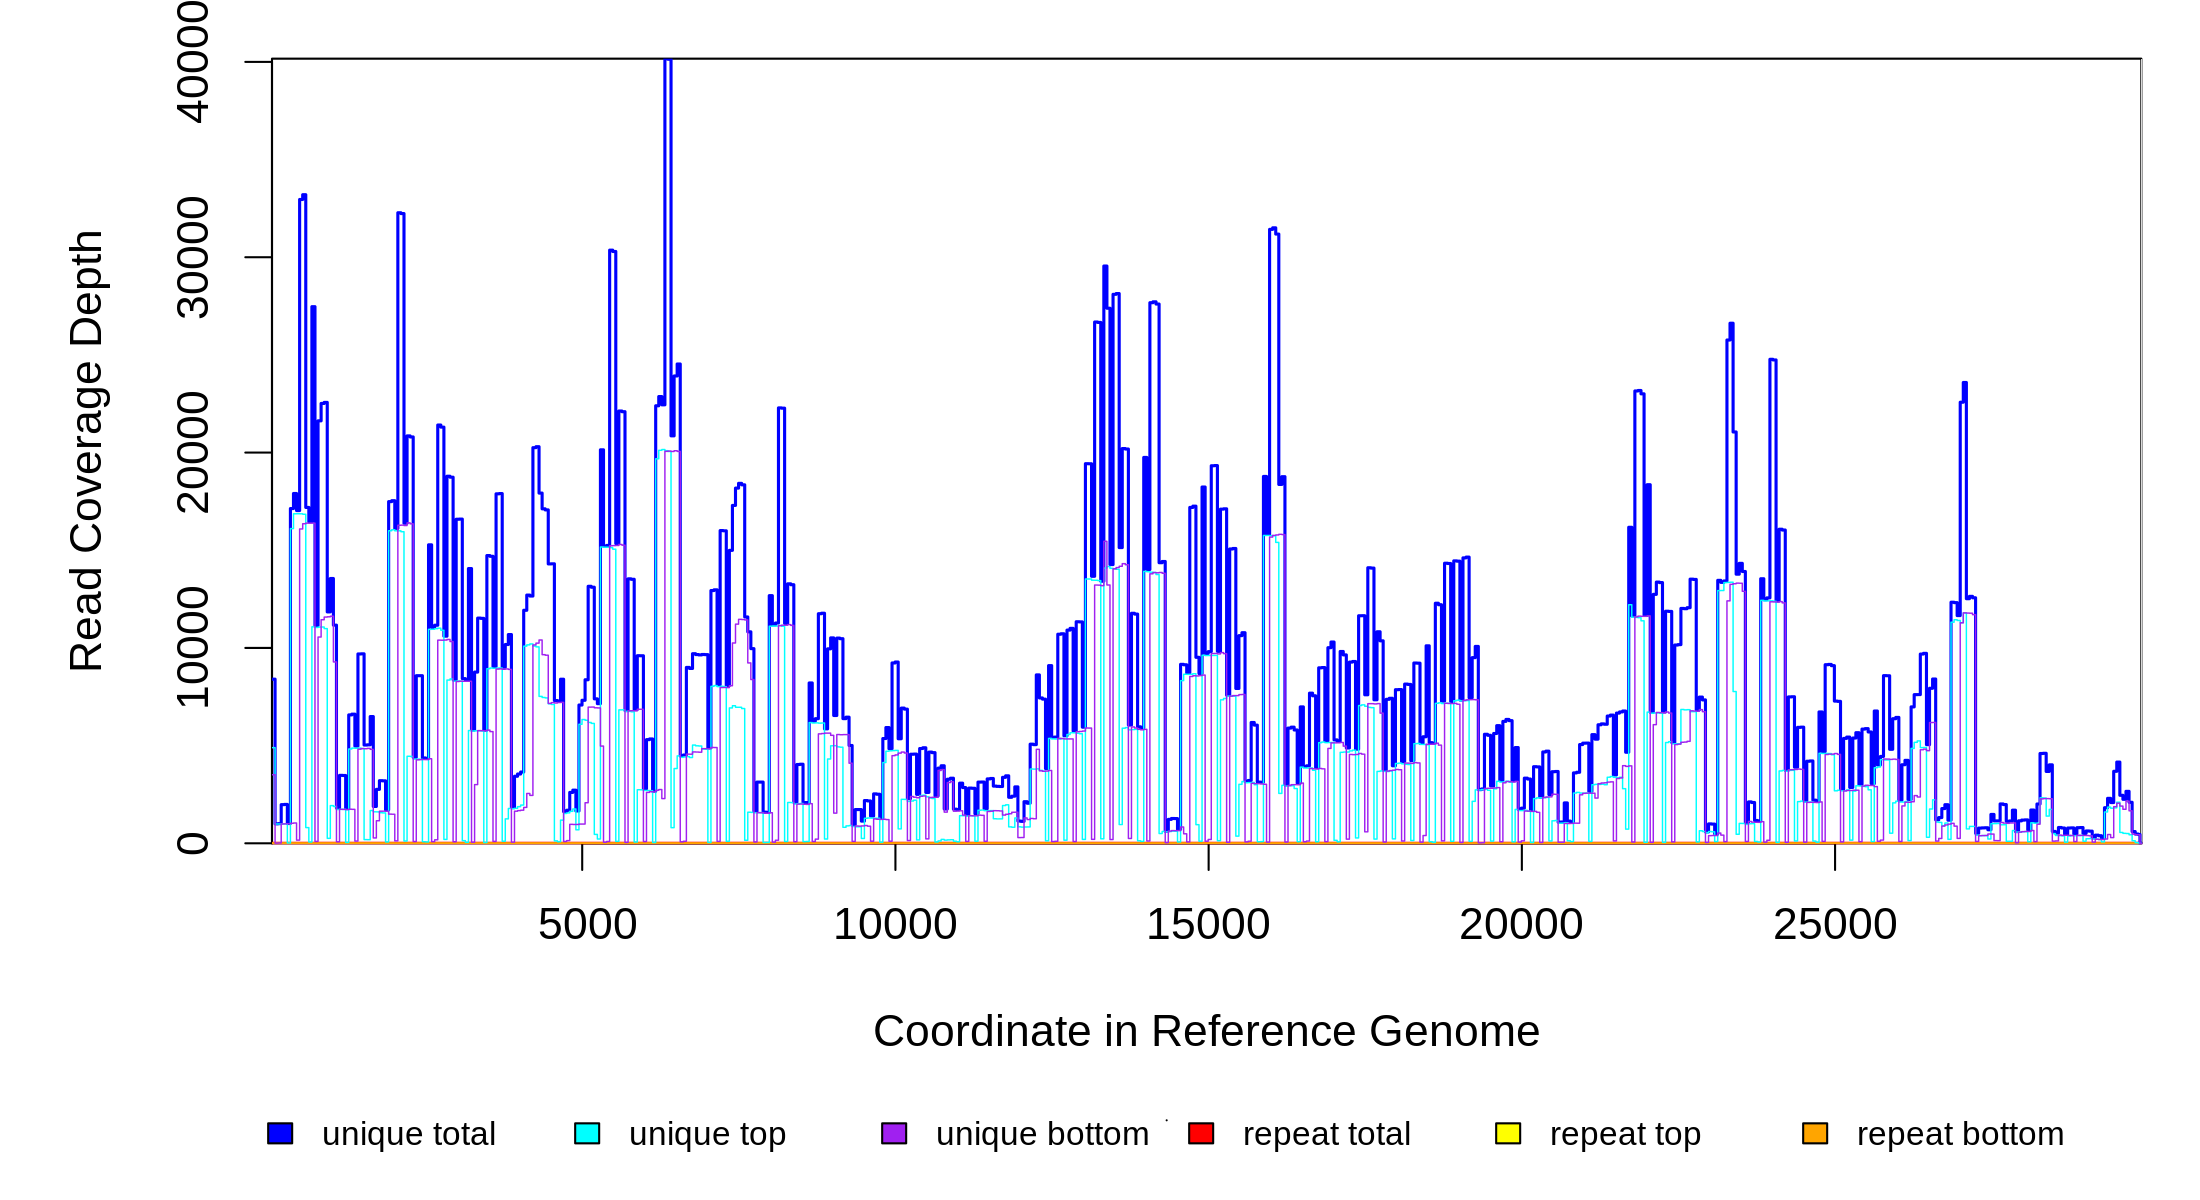 Read Coverage Depth
40000
30000
20000
10000
0
5000 10000 15000 20000 25000
Coordinate in Reference Genome
unique total unique top unique bottom repeat total repeat top repeat bottom